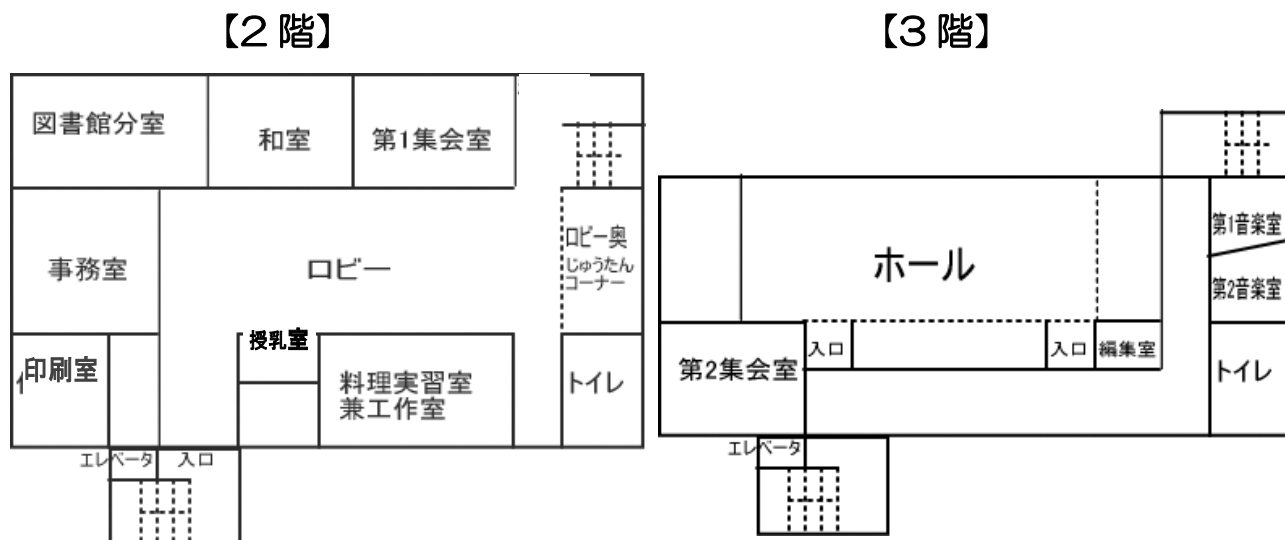 【2階】
図書館分室
和室
第1集会室
事務室
ロビー
ロビー奥
じゅうたん
コーナー
印刷室
授乳室
料理実習室
兼工作室
トイレ
エレベータ
入口
【3階】
ホール
第1音楽室
第2音楽室
第2集会室
入口
入口
編集室
トイレ
エレベータ